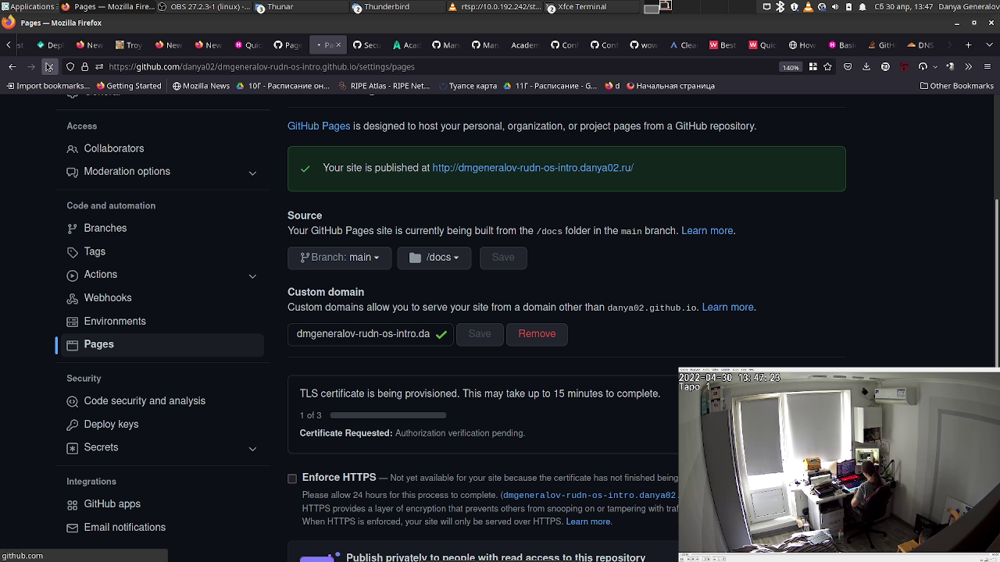 Applications
Pages — Mozilla Fire...
OBS 27.2.3-1 (linux) -...
3 Thunar
2 Thunderbird
rtsp://10.0.192.242/st...
2 Xfce Terminal
Сб 30 апр, 13:47 Danya Generalov
Pages — Mozilla Firefox
st
Depl
New
Troy
New
New
Quic
Page
Pa
Secu
Acad
Man
Man
Academ
Conf
Conf
wow
Clea
Best
Quic
How
Basi
GitH
DNS
https://github.com/danya02/dmgeneralov-rudn-os-intro.github.io/settings/pages
140%
Import bookmarks...
Getting Started
Mozilla News
10Г - Расписание он...
RIPE Atlas - RIPE Net...
Туапсе карта
11Г - Расписание - G...
d
Начальная страница
Other Bookmarks
General
Access
Collaborators
Moderation options
Code and automation
Branches
Tags
Actions
Webhooks
Environments
Pages
Security
Code security and analysis
Deploy keys
Secrets
Integrations
GitHub apps
Email notifications
GitHub Pages is designed to host your personal, organization, or project pages from a GitHub repository.
Your site is published at http://dmgeneralov-rudn-os-intro.danya02.ru/
Source
Your GitHub Pages site is currently being built from the /docs folder in the main branch. Learn more.
Branch: main
/docs
Save
Custom domain
Custom domains allow you to serve your site from a domain other than danya02.github.io. Learn more.
dmgeneralov-rudn-os-intro.da
Save
Remove
TLS certificate is being provisioned. This may take up to 15 minutes to complete.
1 of 3
Certificate Requested: Authorization verification pending.
Enforce HTTPS — Not yet available for your site because the certificate has not finished being
Please allow 24 hours for this process to complete. (dmgeneralov-rudn-os-intro.danya02.
HTTPS provides a layer of encryption that prevents others from snooping on or tampering with traf
When HTTPS is enforced, your site will only be served over HTTPS. Learn more.
Publish privately to people with read access to this repository
github.com
2022-04-30 13:47:23
Tapo 1